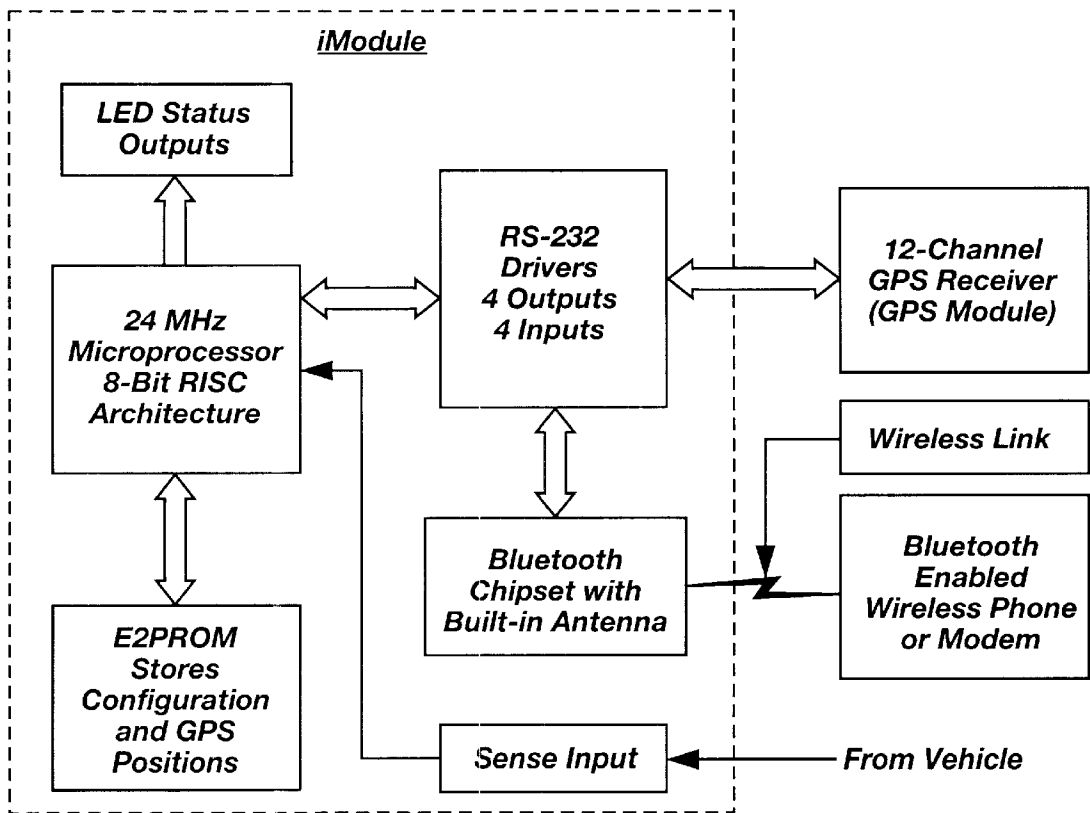 iModule
LED Status
Outputs
24 MHz
Microprocessor
8-Bit RISC
Architecture
E2PROM
Stores
Configuration
and GPS
Positions
RS-232
Drivers
4 Outputs
4 Inputs
Bluetooth
Chipset with
Built-in Antenna
Sense Input
12-Channel
GPS Receiver
(GPS Module)
Wireless Link
Bluetooth
Enabled
Wireless Phone
or Modem
From Vehicle